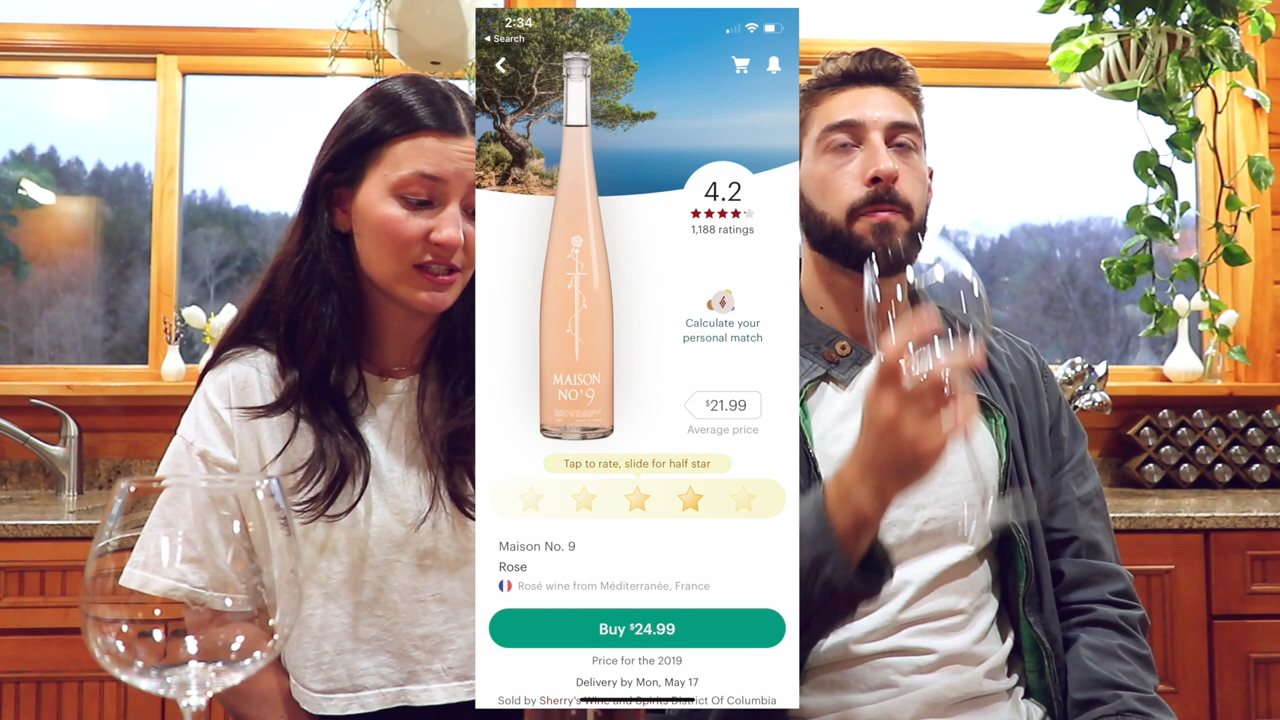 2:34
Search
4.2
1,188 ratings
Calculate your
personal match
MAISON
NO 9
$21.99
Average price
Tap to rate, slide for half star
Maison No. 9
Rose
Rosé wine from Méditerranée, France
Buy $24.99
Price for the 2019
Delivery by Mon, May 17
Sold by Sherry's Wine and Spirits District Of Columbia